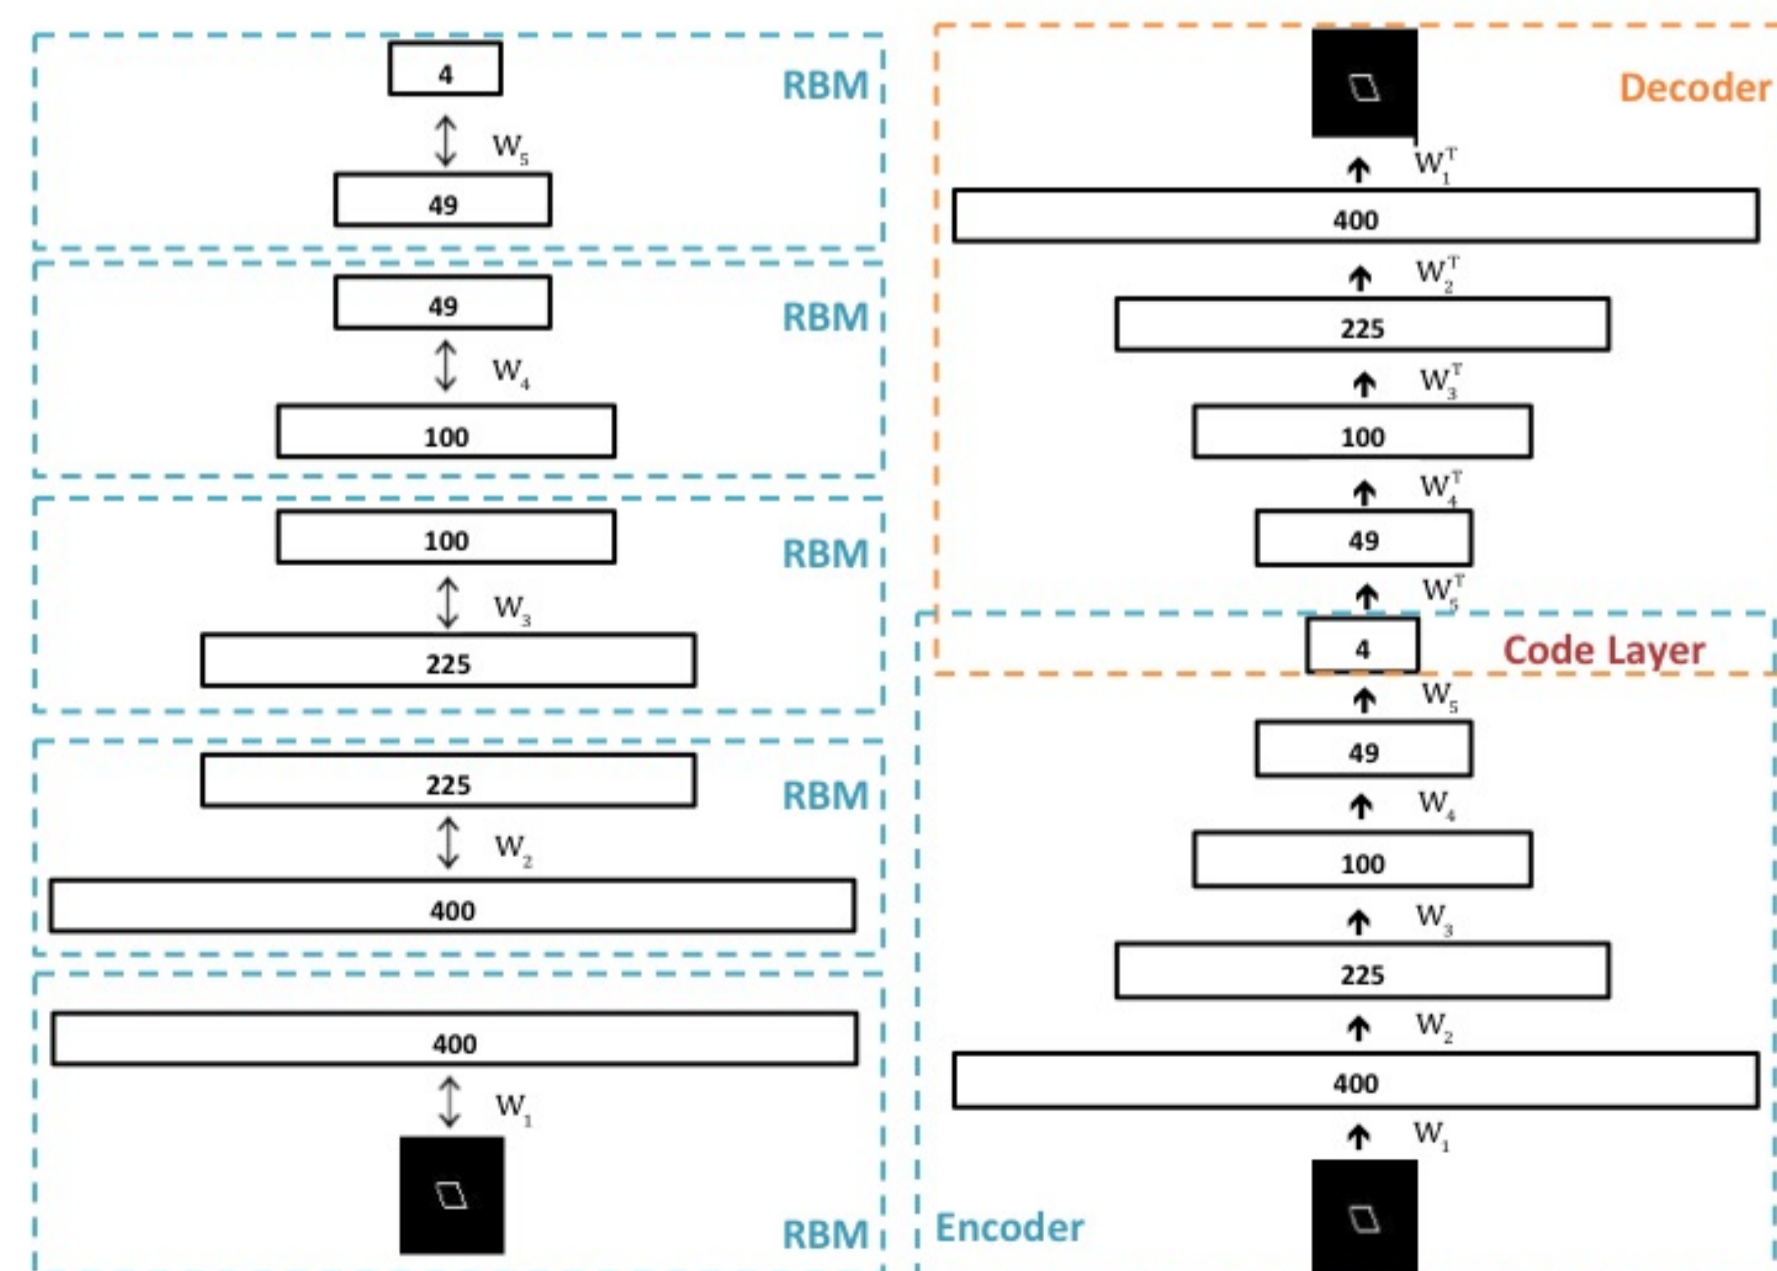 4
RBM
W₅
49
49
RBM
W₄
100
100
RBM
W₃
225
225
RBM
W₂
400
400
W₁
RBM
Decoder
W₁ᵀ
400
W₂ᵀ
225
W₃ᵀ
100
W₄ᵀ
49
W₅ᵀ
4
Code Layer
W₅
49
W₄
100
W₃
225
W₂
400
W₁
Encoder